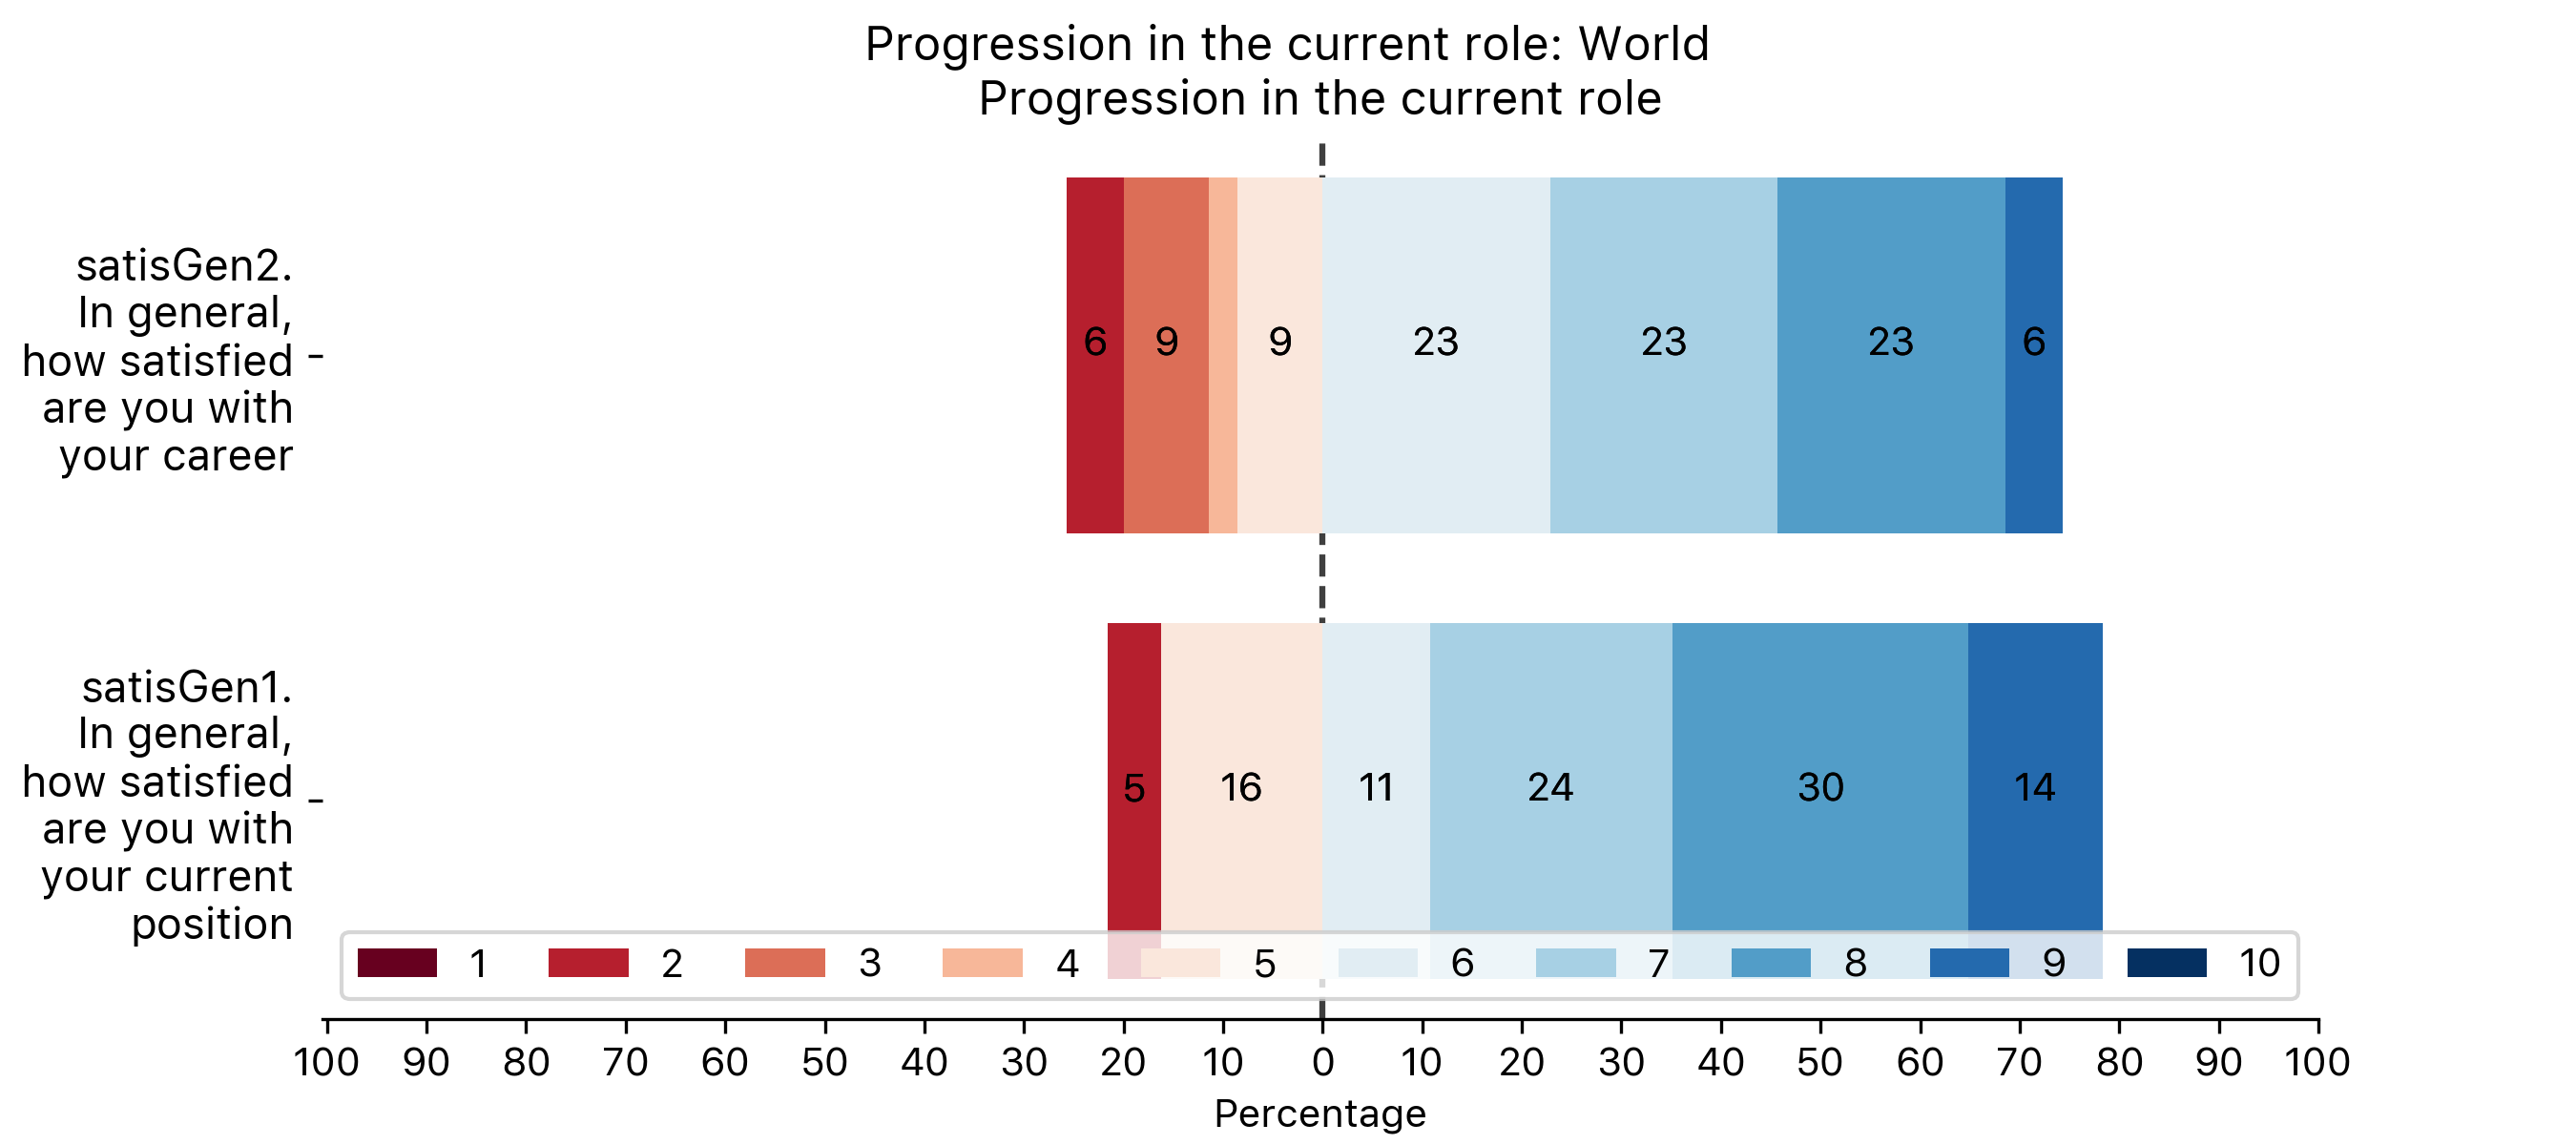 Progression in the current role: World
Progression in the current role
satisGen2.
In general,
how satisfied
are you with
your career
6 9 9 23 23 23 6
satisGen1.
In general,
how satisfied
are you with
your current
position
5 16 11 24 30 14
1 2 3 4 5 6 7 8 9 10
100 90 80 70 60 50 40 30 20 10 0 10 20 30 40 50 60 70 80 90 100
Percentage